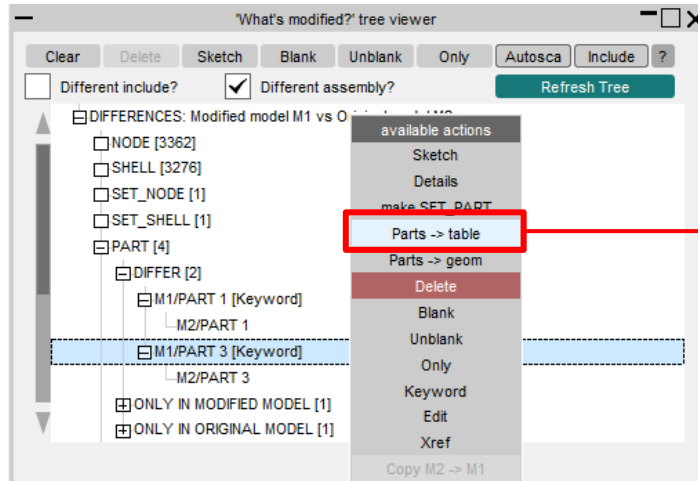 'What's modified?' tree viewer
Clear Delete Sketch Blank Unblank Only Autosca Include ?
Different include? Different assembly? Refresh Tree
DIFFERENCES: Modified model M1 vs
available actions
NODE [3362]
Sketch
SHELL [3276]
Details
SET_NODE [1]
make SET_PART
SET_SHELL [1]
Parts -> table
PART [4]
Parts -> geom
DIFFER [2]
Delete
M1/PART 1 [Keyword]
Blank
M2/PART 1
Unblank
M1/PART 3 [Keyword]
Only
M2/PART 3
Keyword
ONLY IN MODIFIED MODEL [1]
Edit
ONLY IN ORIGINAL MODEL [1]
Xref
Copy M2 -> M1